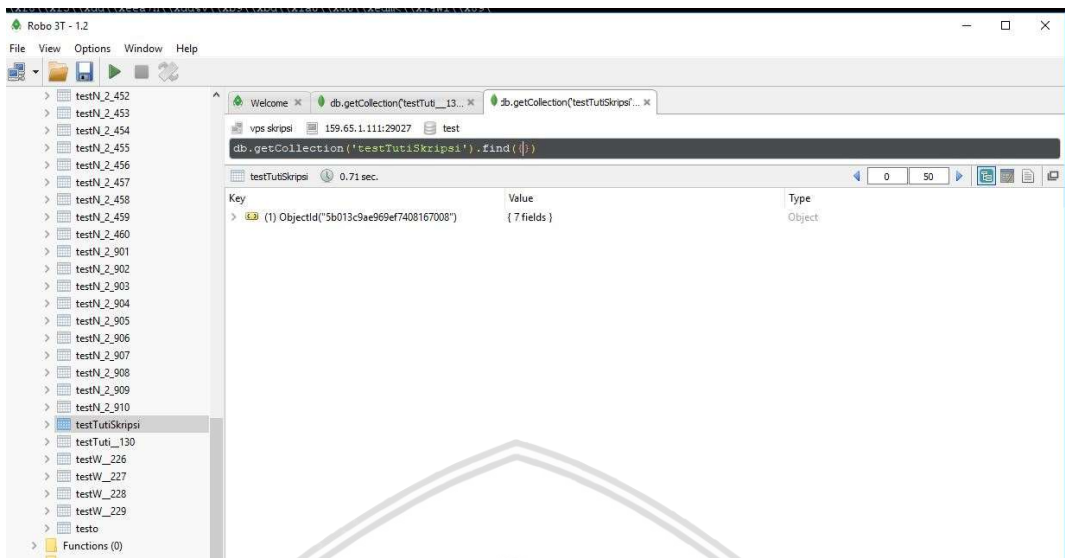 Robo 3T - 1.2
File View Options Window Help
testN_2_452
testN_2_453
testN_2_454
testN_2_455
testN_2_456
testN_2_457
testN_2_458
testN_2_459
testN_2_460
testN_2_901
testN_2_902
testN_2_903
testN_2_904
testN_2_905
testN_2_906
testN_2_907
testN_2_908
testN_2_909
testN_2_910
testTutiSkripsi
testTuti__130
testW__226
testW__227
testW__228
testW__229
testo
Functions (0)
Welcome db.getCollection('testTuti__13... db.getCollection('testTutiSkripsi'...
vps skripsi 159.65.1.111:29027 test
db.getCollection('testTutiSkripsi').find({})
testTutiSkripsi 0.71 sec. 0 50
Key Value Type
(1) ObjectId("5b013c9ae969ef7408167008") { 7 fields } Object